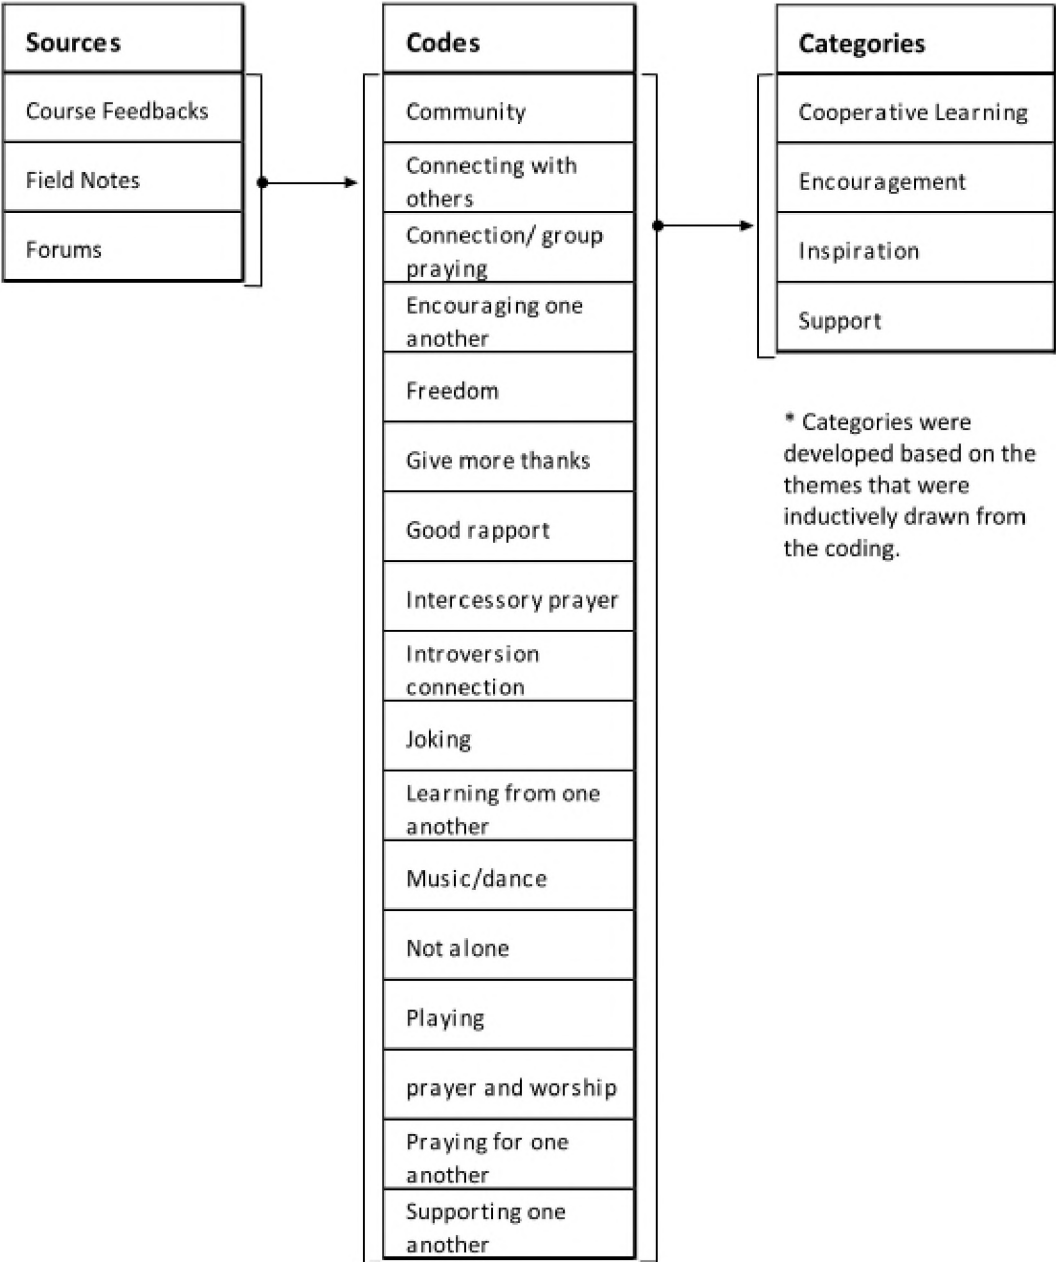 Sources
Course Feedbacks
Field Notes
Forums
Codes
Community
Connecting with
others
Connection/ group
praying
Encouraging one
another
Freedom
Give more thanks
Good rapport
Intercessory prayer
Introversion
connection
Joking
Learning from one
another
Music/dance
Not alone
Playing
prayer and worship
Praying for one
another
Supporting one
another
Categories
Cooperative Learning
Encouragement
Inspiration
Support
* Categories were
developed based on the
themes that were
inductively drawn from
the coding.